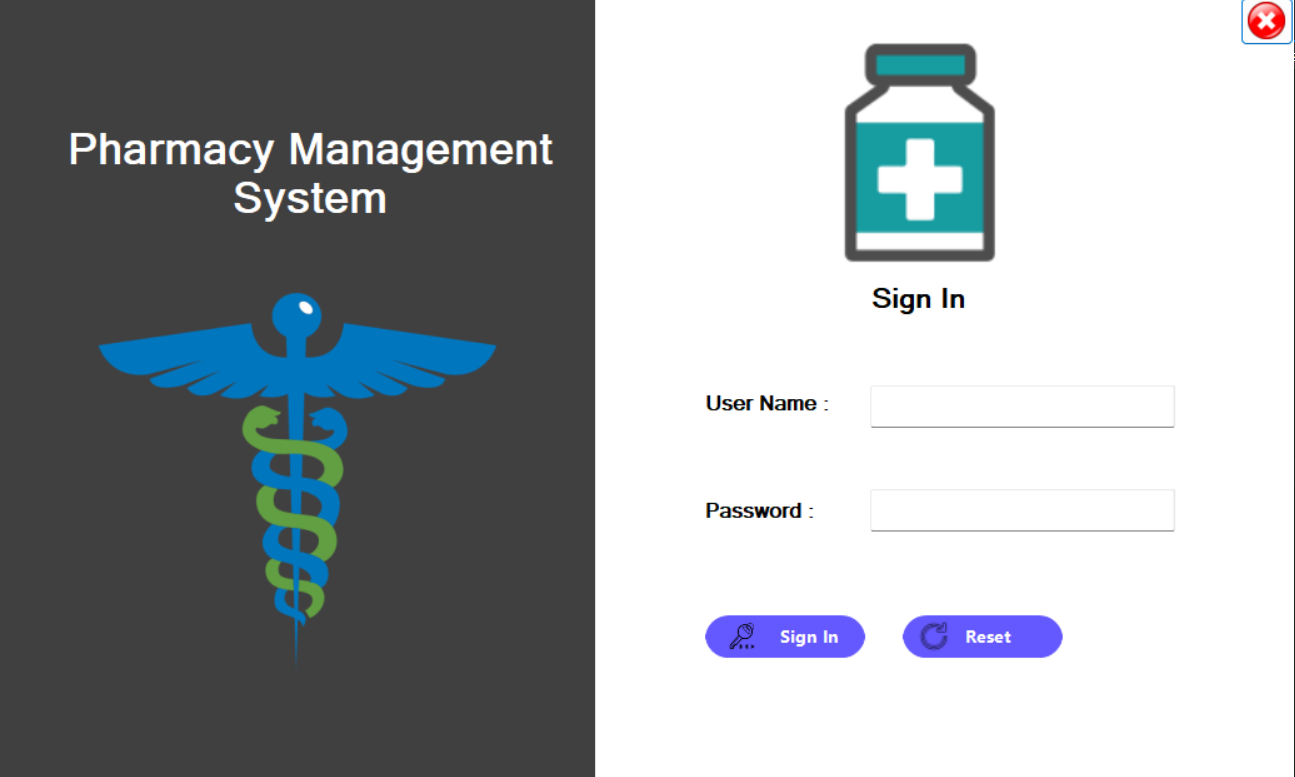 Pharmacy Management
System
Sign In
User Name :
Password :
Sign In
Reset